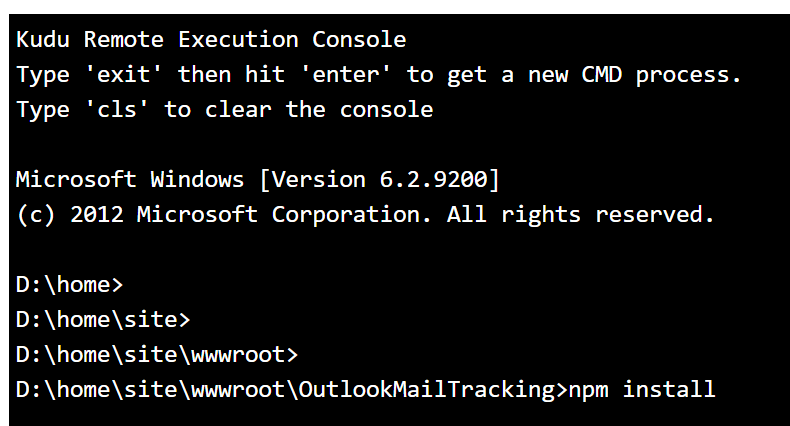 Kudu Remote Execution Console
Type 'exit' then hit 'enter' to get a new CMD process.
Type 'cls' to clear the console
Microsoft Windows [Version 6.2.9200]
(c) 2012 Microsoft Corporation. All rights reserved.
D:\home>
D:\home\site>
D:\home\site\wwwroot>
D:\home\site\wwwroot\OutlookMailTracking>npm install